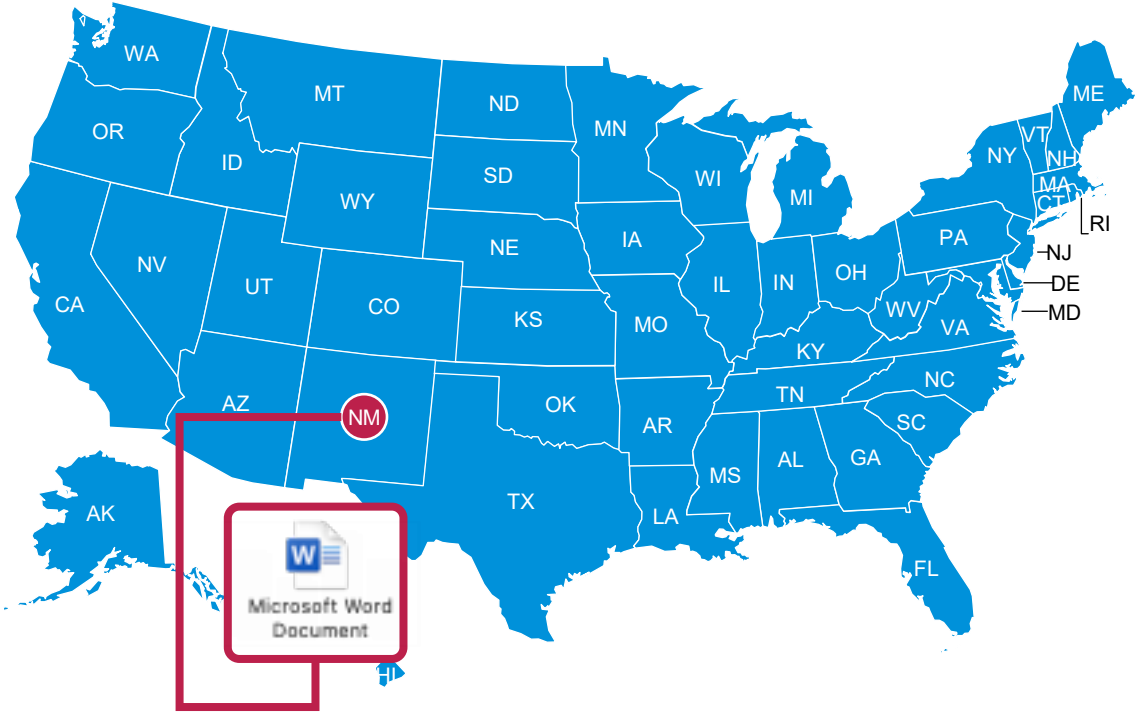 WA
MT
ND
MN
ME
OR
ID
SD
WI
MI
NY
VT
NH
MA
CT
RI
WY
NE
IA
PA
NJ
NV
UT
CO
KS
IL
IN
OH
DE
MD
CA
MO
WV
VA
KY
AZ
NM
OK
AR
TN
NC
SC
MS
AL
GA
TX
LA
AK
FL
W
Microsoft Word
Document
HI